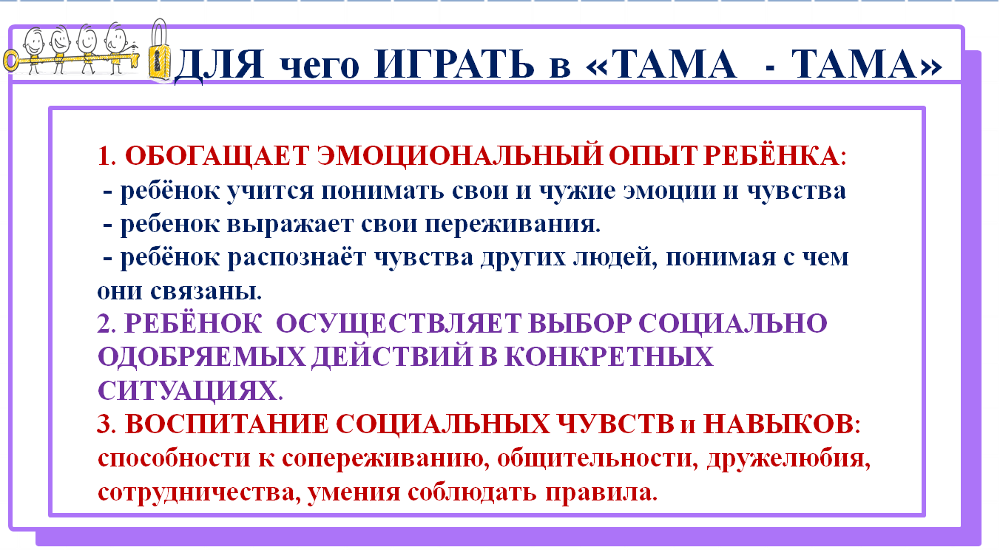 ДЛЯ чего ИГРАТЬ в «ТАМА - ТАМА»
1. ОБОГАЩАЕТ ЭМОЦИОНАЛЬНЫЙ ОПЫТ РЕБЁНКА:
- ребёнок учится понимать свои и чужие эмоции и чувства
- ребенок выражает свои переживания.
- ребёнок распознаёт чувства других людей, понимая с чем
они связаны.
2. РЕБЁНОК ОСУЩЕСТВЛЯЕТ ВЫБОР СОЦИАЛЬНО
ОДОБРЯЕМЫХ ДЕЙСТВИЙ В КОНКРЕТНЫХ
СИТУАЦИЯХ.
3. ВОСПИТАНИЕ СОЦИАЛЬНЫХ ЧУВСТВ и НАВЫКОВ:
способности к сопереживанию, общительности, дружелюбия,
сотрудничества, умения соблюдать правила.